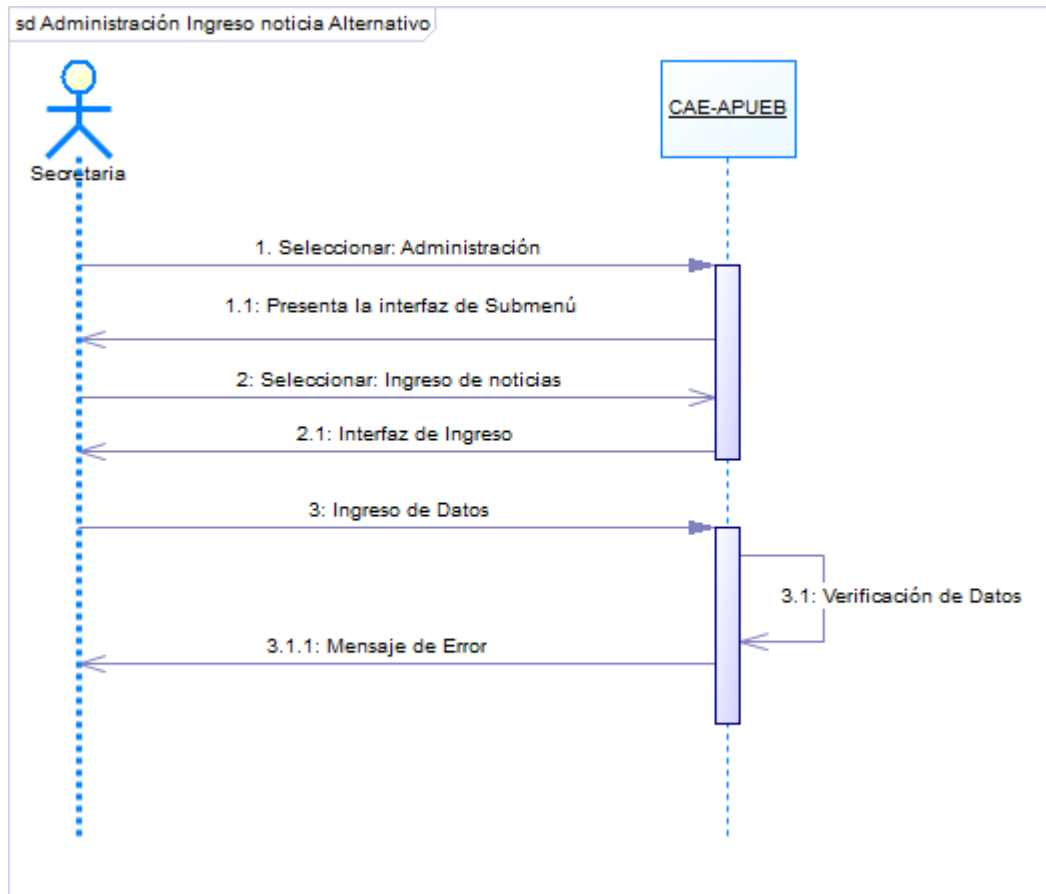 sd Administración Ingreso noticia Alternativo
Secretaria
CAE-APUEB
1. Seleccionar: Administración
1.1: Presenta la interfaz de Submenú
2: Seleccionar: Ingreso de noticias
2.1: Interfaz de Ingreso
3: Ingreso de Datos
3.1: Verificación de Datos
3.1.1: Mensaje de Error